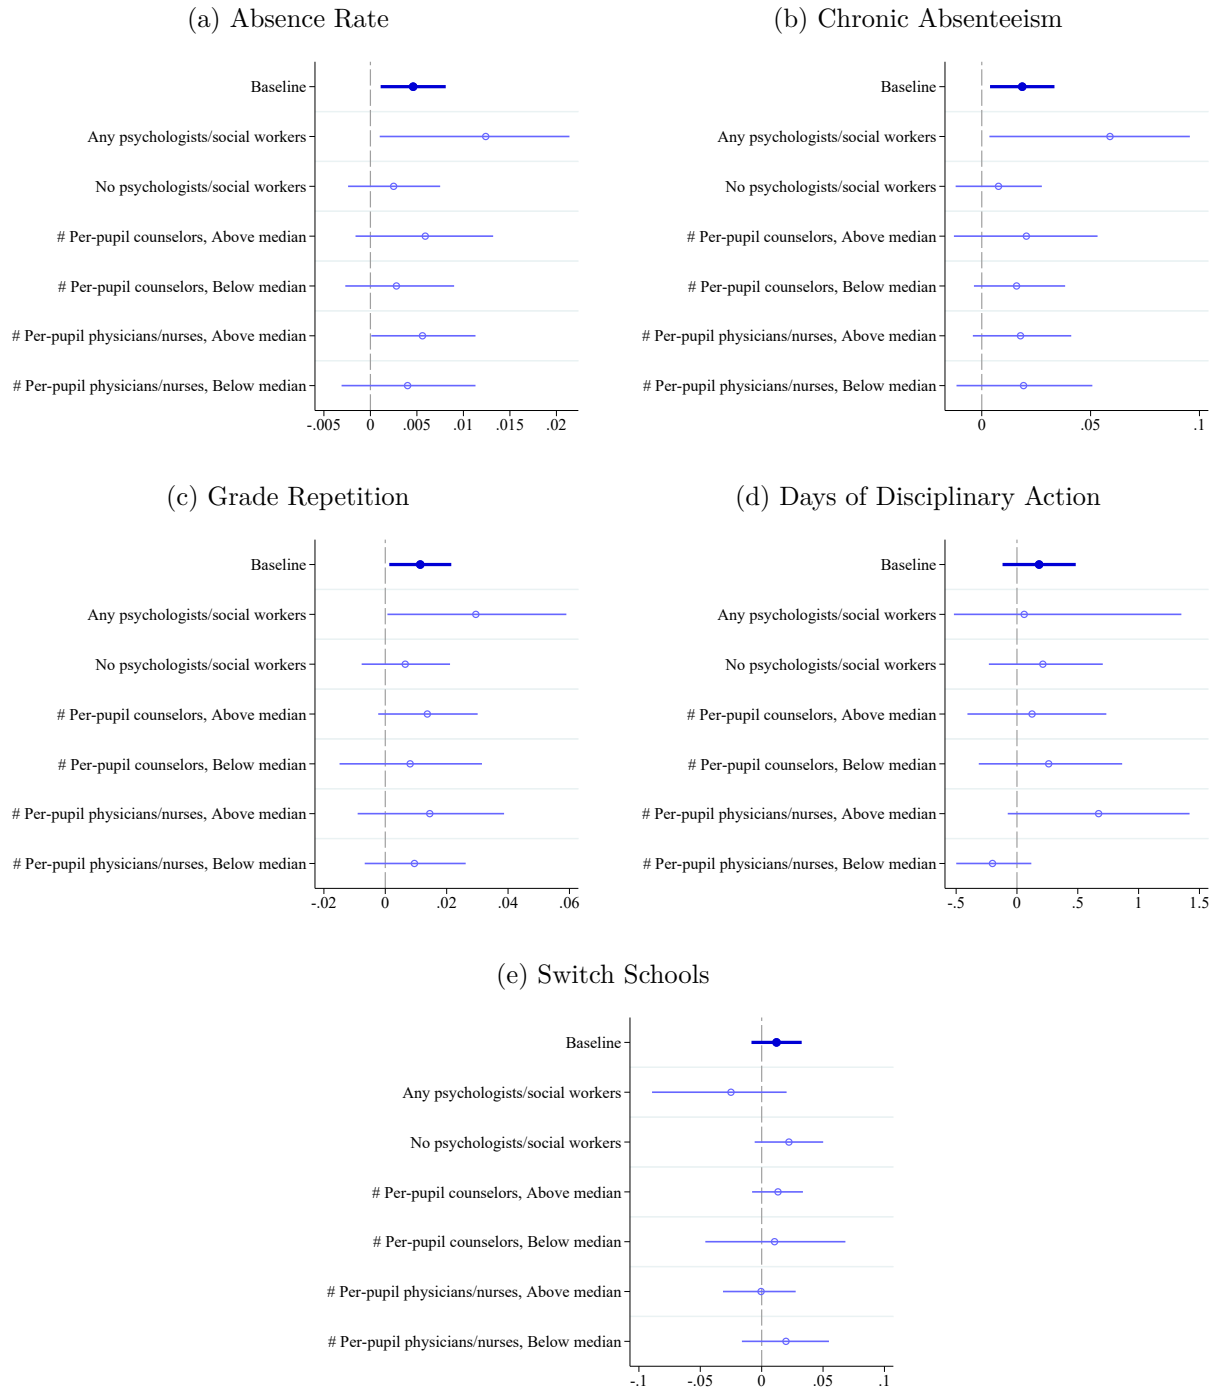 (a) Absence Rate
Baseline
Any psychologists/social workers
No psychologists/social workers
# Per-pupil counselors, Above median
# Per-pupil counselors, Below median
# Per-pupil physicians/nurses, Above median
# Per-pupil physicians/nurses, Below median
-.005 0 .005 .01 .015 .02
(b) Chronic Absenteeism
Baseline
Any psychologists/social workers
No psychologists/social workers
# Per-pupil counselors, Above median
# Per-pupil counselors, Below median
# Per-pupil physicians/nurses, Above median
# Per-pupil physicians/nurses, Below median
0 .05 .1
(c) Grade Repetition
Baseline
Any psychologists/social workers
No psychologists/social workers
# Per-pupil counselors, Above median
# Per-pupil counselors, Below median
# Per-pupil physicians/nurses, Above median
# Per-pupil physicians/nurses, Below median
-.02 0 .02 .04 .06
(d) Days of Disciplinary Action
Baseline
Any psychologists/social workers
No psychologists/social workers
# Per-pupil counselors, Above median
# Per-pupil counselors, Below median
# Per-pupil physicians/nurses, Above median
# Per-pupil physicians/nurses, Below median
-.5 0 .5 1 1.5
(e) Switch Schools
Baseline
Any psychologists/social workers
No psychologists/social workers
# Per-pupil counselors, Above median
# Per-pupil counselors, Below median
# Per-pupil physicians/nurses, Above median
# Per-pupil physicians/nurses, Below median
-.1 -.05 0 .05 .1